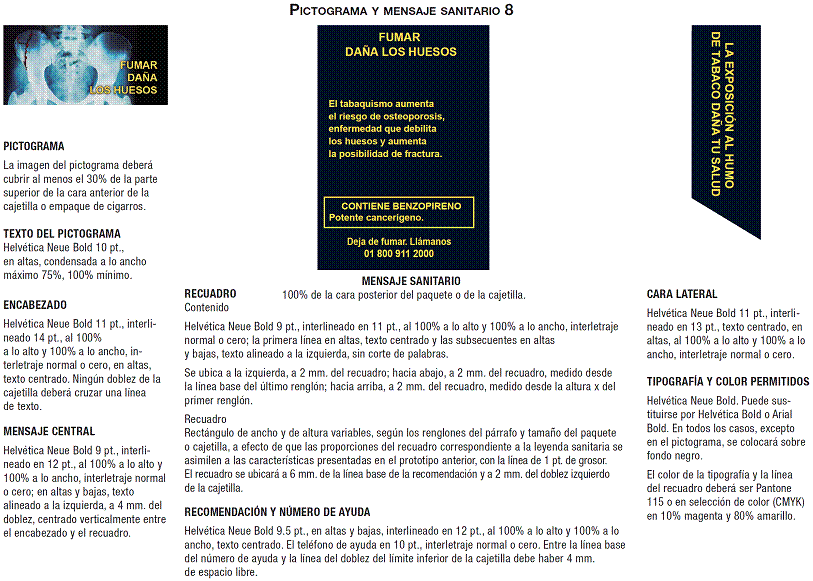 PICTOGRAMA Y MENSAJE SANITARIO 8
FUMAR
DAÑA
LOS HUESOS
PICTOGRAMA
La imagen del pictograma deberá
cubrir al menos el 30% de la parte
superior de la cara anterior de la
cajetilla o empaque de cigarros.
TEXTO DEL PICTOGRAMA
Helvética Neue Bold 10 pt.,
en altas, condensada a lo ancho
máximo 75%, 100% mínimo.
ENCABEZADO
Helvética Neue Bold 11 pt., interli-
neado 14 pt., al 100%
a lo alto y 100% a lo ancho, in-
terletraje normal o cero, en altas,
texto centrado. Ningún doblez de la
cajetilla deberá cruzar una línea
de texto.
MENSAJE CENTRAL
Helvética Neue Bold 9 pt., interli-
neado en 12 pt., al 100% a lo alto y
100% a lo ancho, interletraje normal
o cero; en altas y bajas, texto
alineado a la izquierda, a 4 mm. del
doblez, centrado verticalmente entre
el encabezado y el recuadro.
FUMAR
DAÑA LOS HUESOS
El tabaquismo aumenta
el riesgo de osteoporosis,
enfermedad que debilita
los huesos y aumenta
la posibilidad de fractura.
CONTIENE BENZOPIRENO
Potente cancerigeno.
Deja de fumar. Llámanos
01 800 911 2000
MENSAJE SANITARIO
100% de la cara posterior del paquete o de la cajetilla.
RECUADRO
Contenido
Helvética Neue Bold 9 pt., interlineado en 11 pt., al 100% a lo alto y 100% a lo ancho, interletraje
normal o cero; la primera línea en altas, texto centrado y las subsecuentes en altas
y bajas, texto alineado a la izquierda, sin corte de palabras.
Se ubica a la izquierda, a 2 mm. del recuadro; hacia abajo, a 2 mm. del recuadro, medido desde
la línea base del último renglón; hacia arriba, a 2 mm. del recuadro, medido desde la altura x del
primer renglón.
Recuadro
Rectángulo de ancho y de altura variables, según los renglones del párrafo y tamaño del paquete
o cajetilla, a efecto de que las proporciones del recuadro correspondiente a la leyenda sanitaria se
asimilen a las características presentadas en el prototipo anterior, con la línea de 1 pt. de grosor.
El recuadro se ubicará a 6 mm. de la línea base de la recomendación y a 2 mm. del doblez izquierdo
de la cajetilla.
RECOMENDACIÓN Y NÚMERO DE AYUDA
Helvética Neue Bold 9.5 pt., en altas y bajas, interlineado en 12 pt., al 100% a lo alto y 100% a lo
ancho, texto centrado. El teléfono de ayuda en 10 pt., interletraje normal o cero. Entre la línea base
del número de ayuda y la línea del doblez del límite inferior de la cajetilla debe haber 4 mm.
de espacio libre.
LA EXPOSICIÓN AL HUMO
DE TABACO DAÑA TU SALUD
CARA LATERAL
Helvética Neue Bold 11 pt., interli-
neado en 13 pt., texto centrado, en
altas, al 100% a lo alto y 100% a lo
ancho, interletraje normal o cero.
TIPOGRAFÍA Y COLOR PERMITIDOS
Helvética Neue Bold. Puede sus-
tituirse por Helvética Bold o Arial
Bold. En todos los casos, excepto
en el pictograma, se colocará sobre
fondo negro.
El color de la tipografía y la línea
del recuadro deberá ser Pantone
115 o en selección de color (CMYK)
en 10% magenta y 80% amarillo.